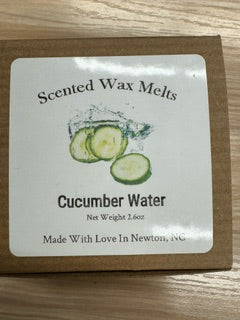 Scented Wax Melts
Cucumber Water
Net Weight 2.6oz
Made With Love In Newton, NC